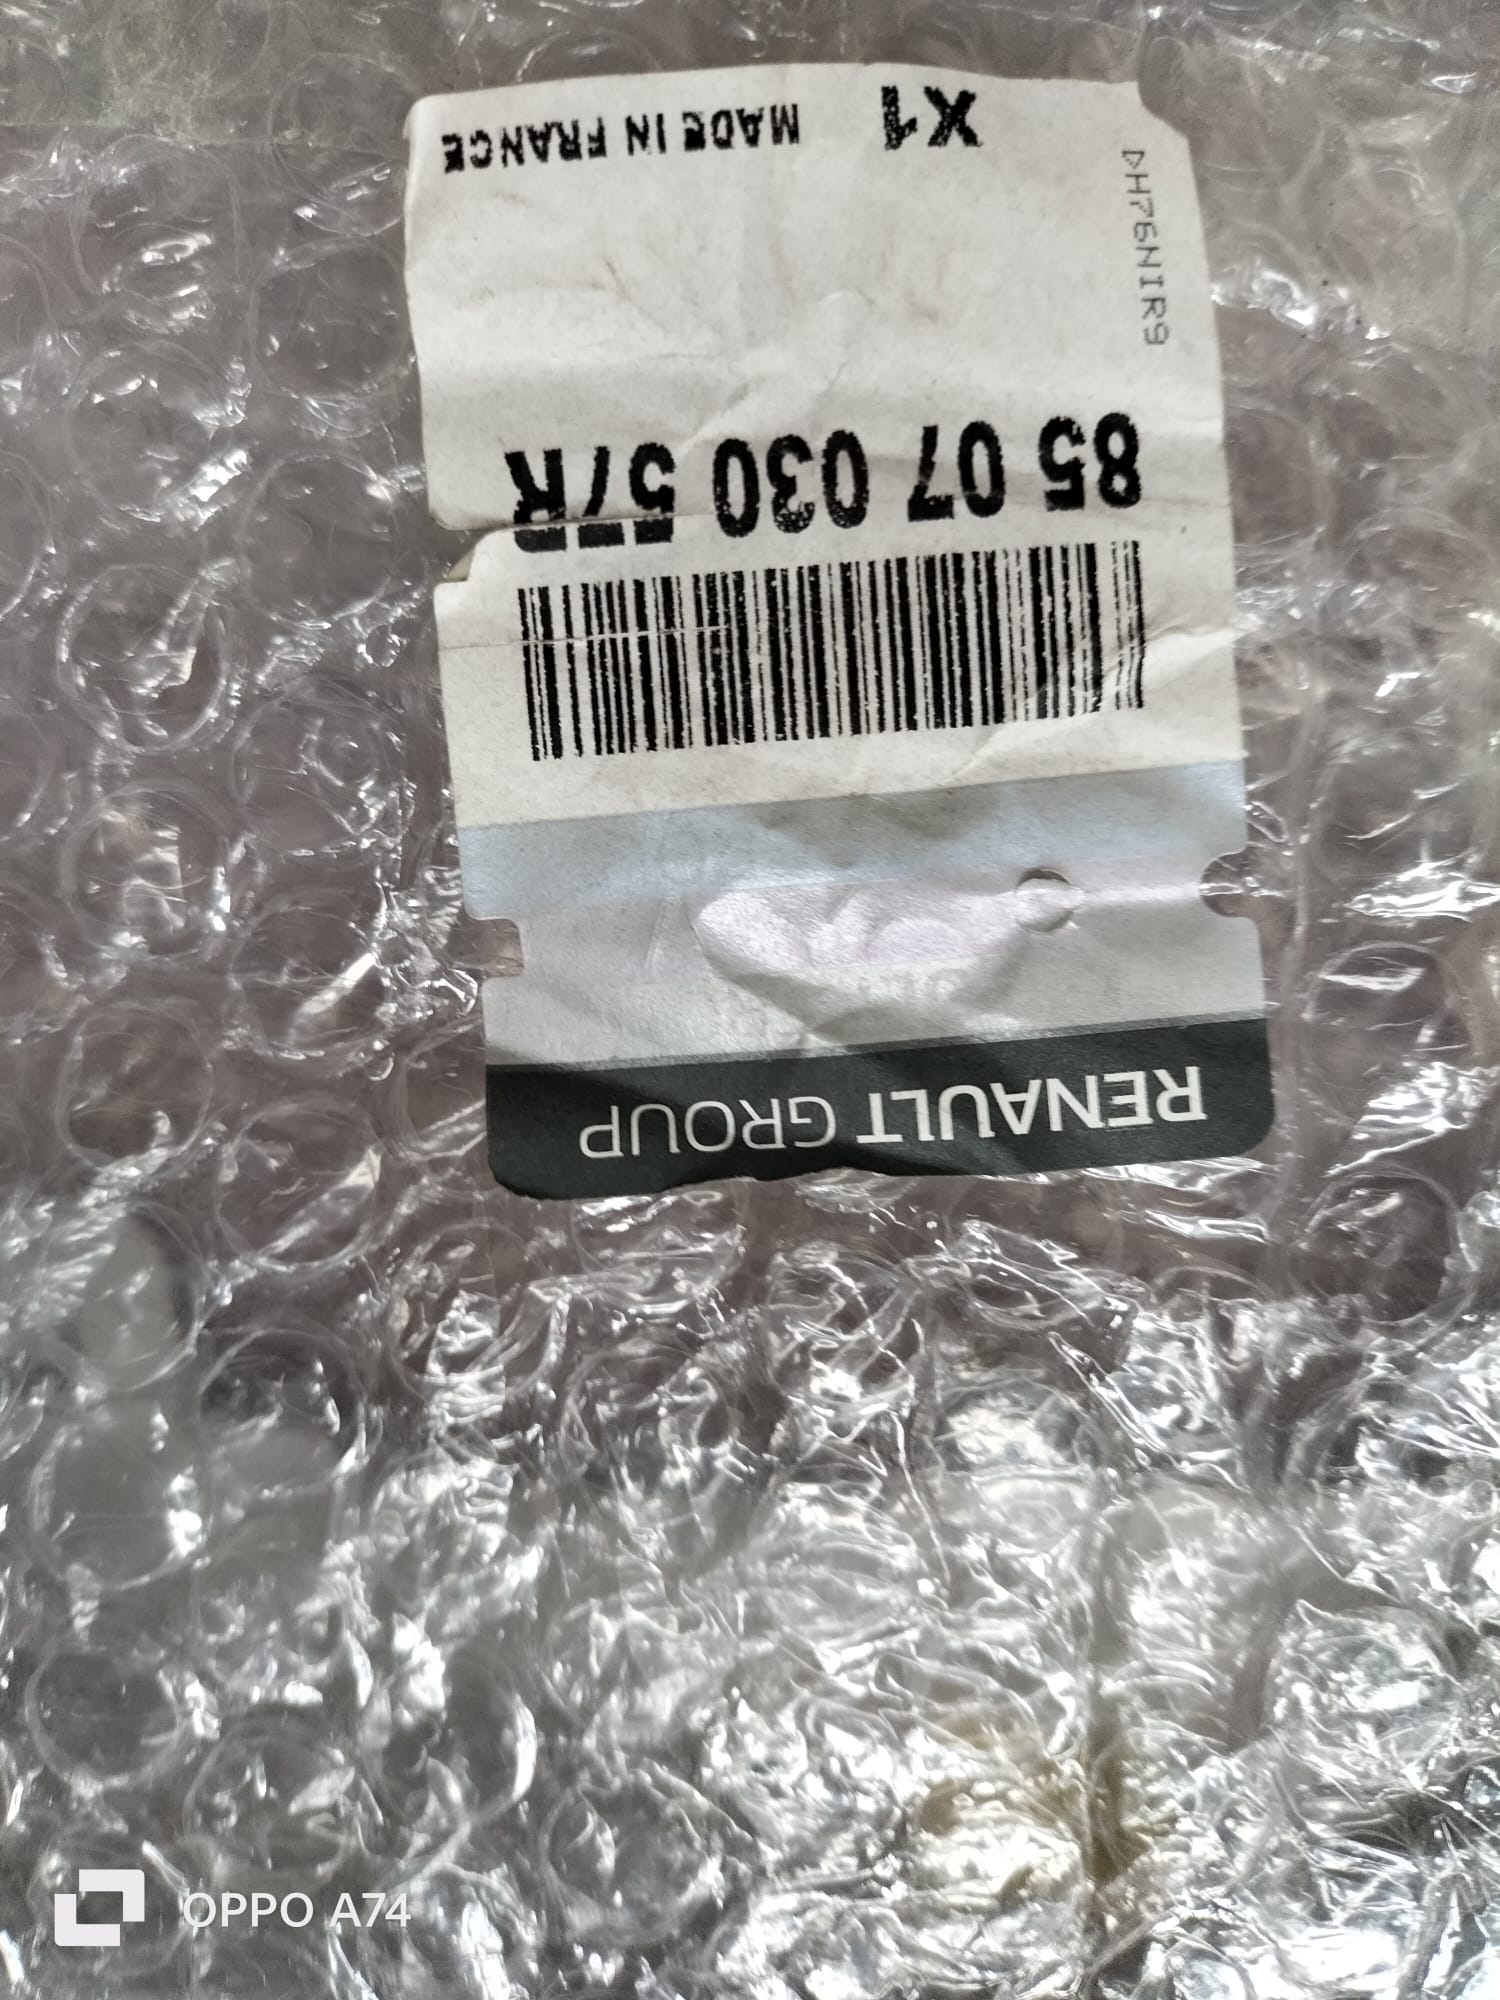 RENAULT GROUP
85 07 030 57R
DH76NIR9
X1 MADE IN FRANCE
OPPO A74